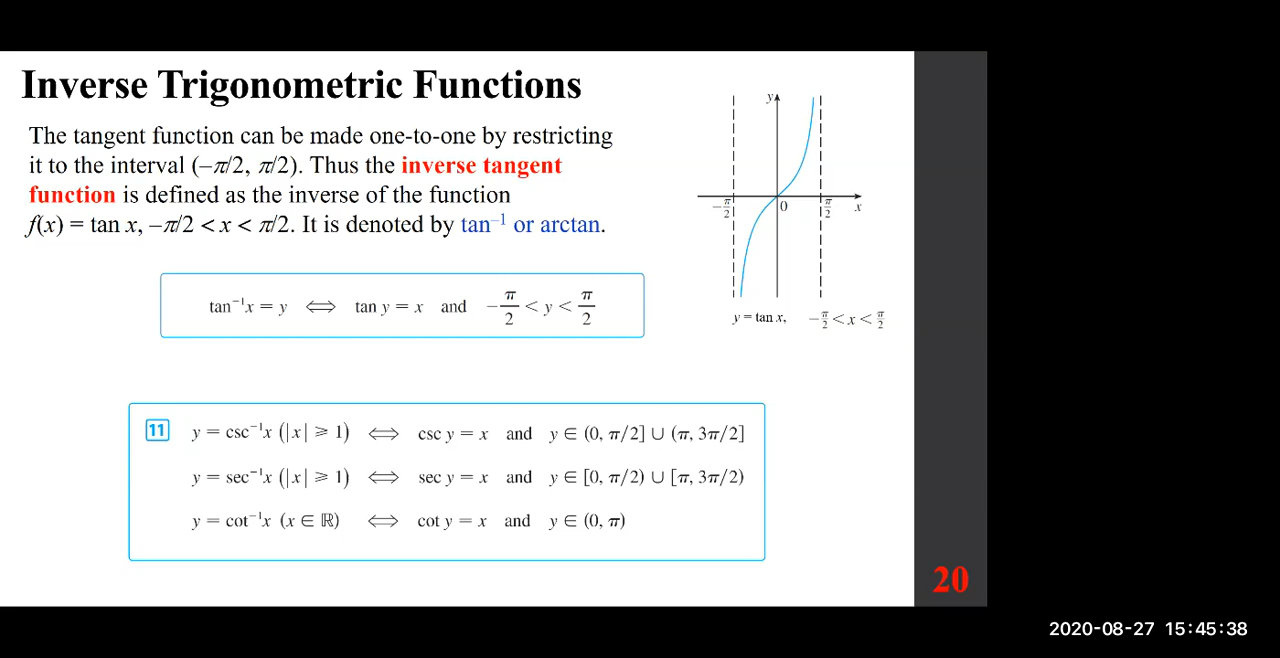 Inverse Trigonometric Functions
The tangent function can be made one-to-one by restricting
it to the interval (−π/2, π/2). Thus the inverse tangent
function is defined as the inverse of the function
f(x) = tan x, −π/2 < x < π/2. It is denoted by tan⁻¹ or arctan.
y
−π/2 0 π/2 x
y = tan x, −π/2 < x < π/2
tan⁻¹x = y ⟺ tan y = x and −π/2 < y < π/2
11 y = csc⁻¹x (|x| ⩾ 1) ⟺ csc y = x and y ∈ (0, π/2] ∪ (π, 3π/2]
y = sec⁻¹x (|x| ⩾ 1) ⟺ sec y = x and y ∈ [0, π/2) ∪ [π, 3π/2)
y = cot⁻¹x (x ∈ ℝ) ⟺ cot y = x and y ∈ (0, π)
20
2020-08-27 15:45:38